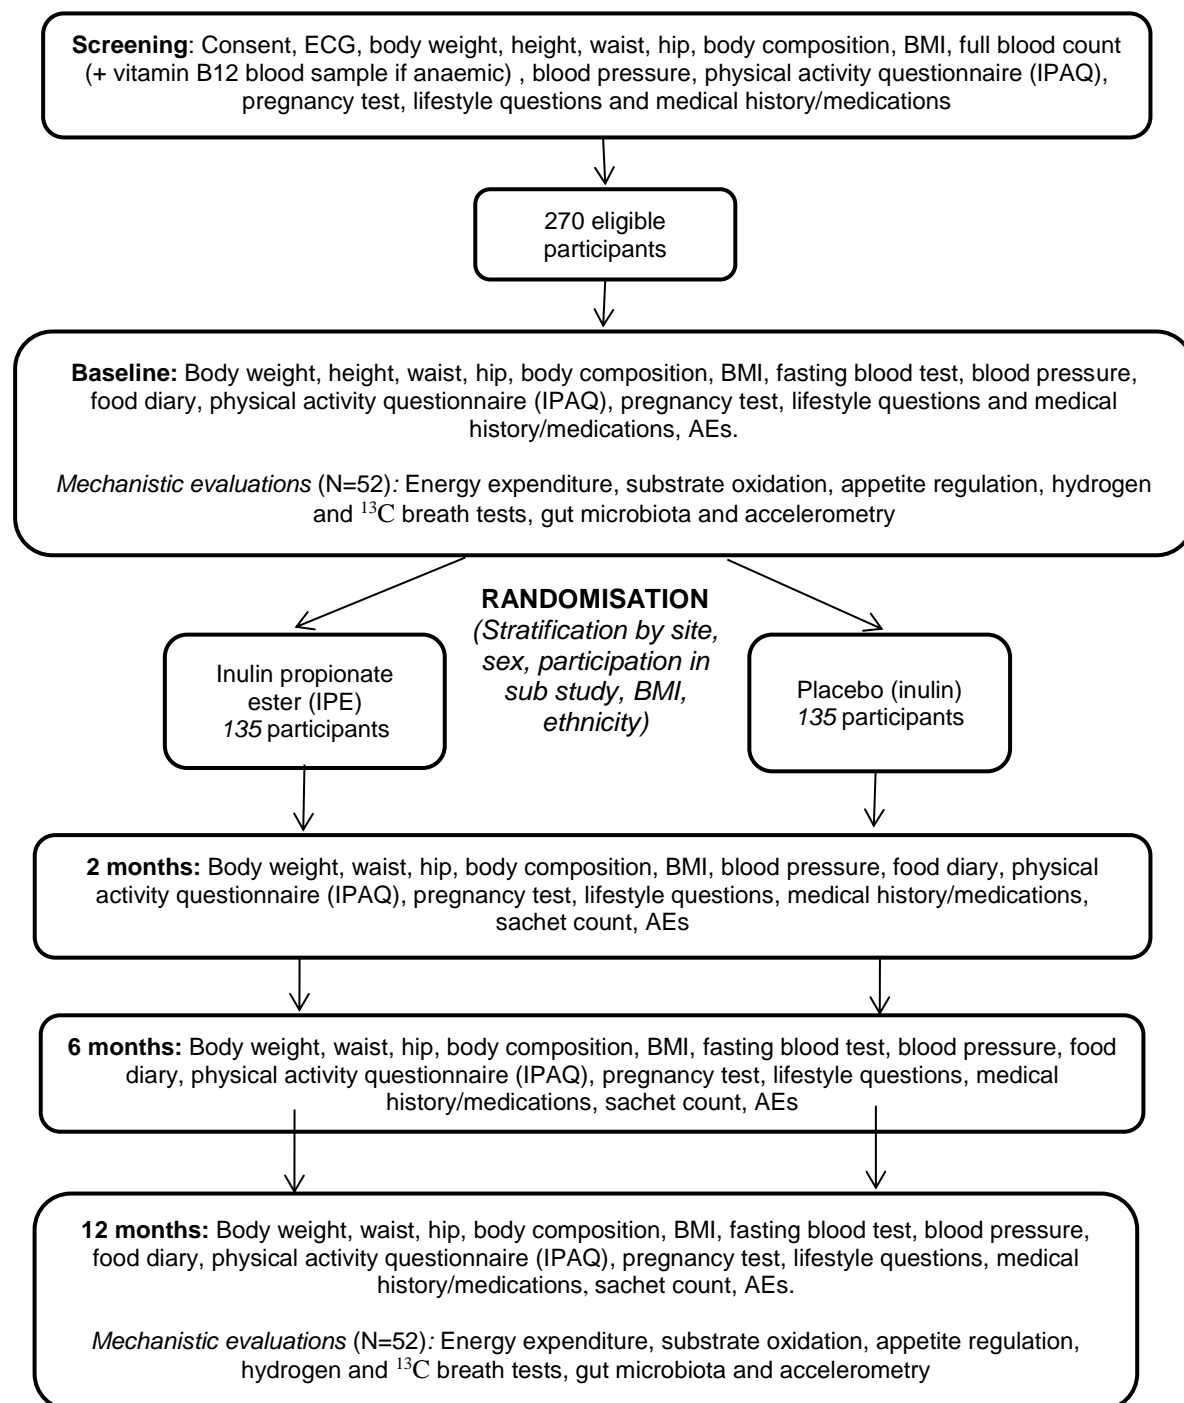 Screening: Consent, ECG, body weight, height, waist, hip, body composition, BMI, full blood count
(+ vitamin B12 blood sample if anaemic) , blood pressure, physical activity questionnaire (IPAQ),
pregnancy test, lifestyle questions and medical history/medications
270 eligible
participants
Baseline: Body weight, height, waist, hip, body composition, BMI, fasting blood test, blood pressure,
food diary, physical activity questionnaire (IPAQ), pregnancy test, lifestyle questions and medical
history/medications, AEs.
Mechanistic evaluations (N=52): Energy expenditure, substrate oxidation, appetite regulation, hydrogen
and ¹³C breath tests, gut microbiota and accelerometry
RANDOMISATION
(Stratification by site,
sex, participation in
sub study, BMI,
ethnicity)
Inulin propionate
ester (IPE)
135 participants
Placebo (inulin)
135 participants
2 months: Body weight, waist, hip, body composition, BMI, blood pressure, food diary, physical
activity questionnaire (IPAQ), pregnancy test, lifestyle questions, medical history/medications,
sachet count, AEs
6 months: Body weight, waist, hip, body composition, BMI, fasting blood test, blood pressure, food
diary, physical activity questionnaire (IPAQ), pregnancy test, lifestyle questions, medical
history/medications, sachet count, AEs
12 months: Body weight, waist, hip, body composition, BMI, fasting blood test, blood pressure,
food diary, physical activity questionnaire (IPAQ), pregnancy test, lifestyle questions, medical
history/medications, sachet count, AEs.
Mechanistic evaluations (N=52): Energy expenditure, substrate oxidation, appetite regulation,
hydrogen and ¹³C breath tests, gut microbiota and accelerometry